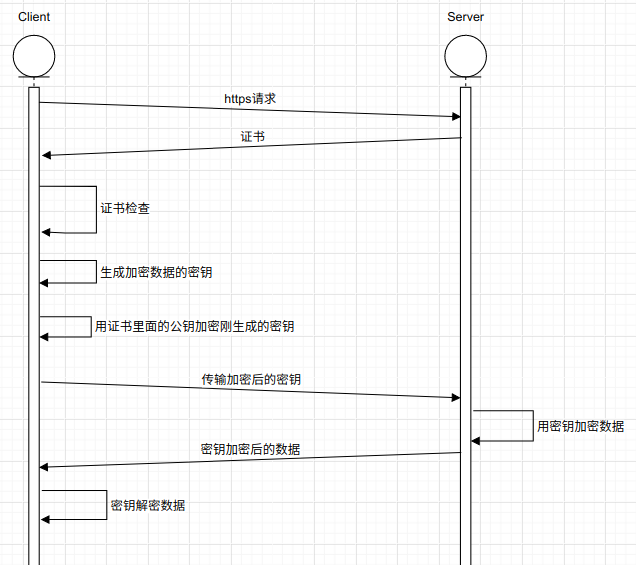 Client
Server
https请求
证书
证书检查
生成加密数据的密钥
用证书里面的公钥加密刚生成的密钥
传输加密后的密钥
用密钥加密数据
密钥加密后的数据
密钥解密数据